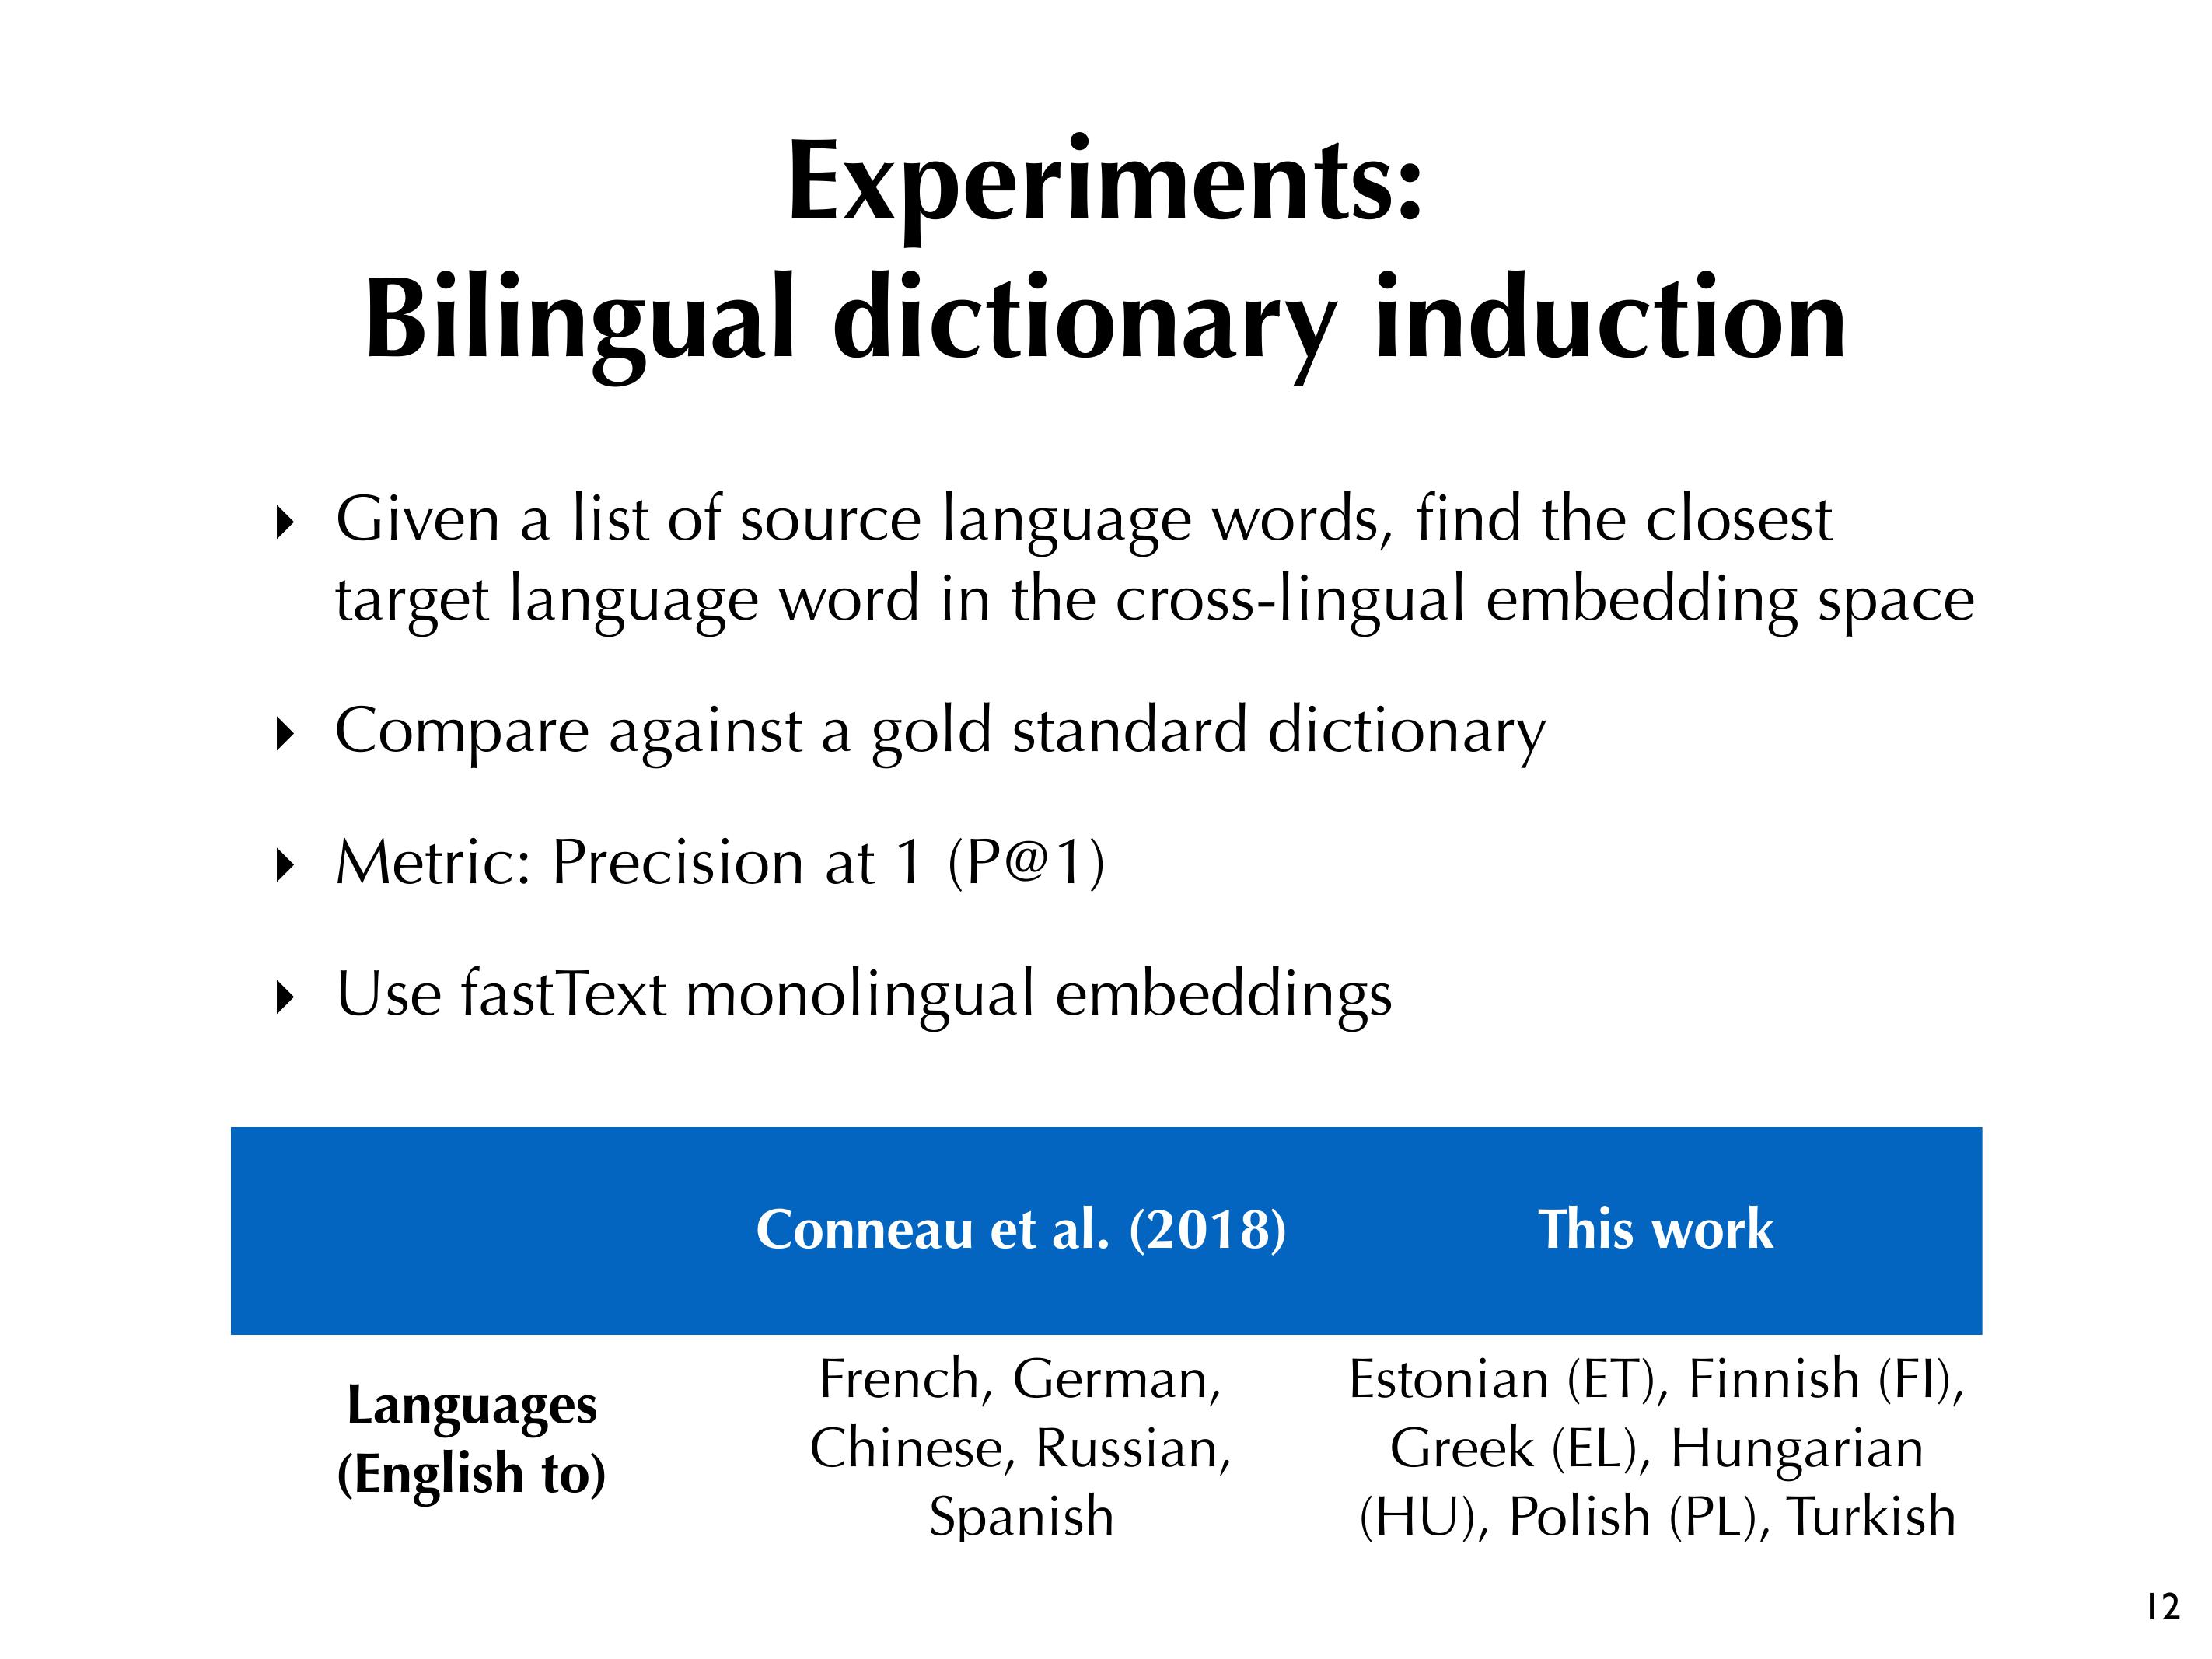 Experiments:
Bilingual dictionary induction
‣ Given a list of source language words, find the closest
target language word in the cross-lingual embedding space
‣ Compare against a gold standard dictionary
‣ Metric: Precision at 1 (P@1)
‣ Use fastText monolingual embeddings
Conneau et al. (2018) This work
Languages
(English to)
French, German,
Chinese, Russian,
Spanish
Estonian (ET), Finnish (FI),
Greek (EL), Hungarian
(HU), Polish (PL), Turkish
12